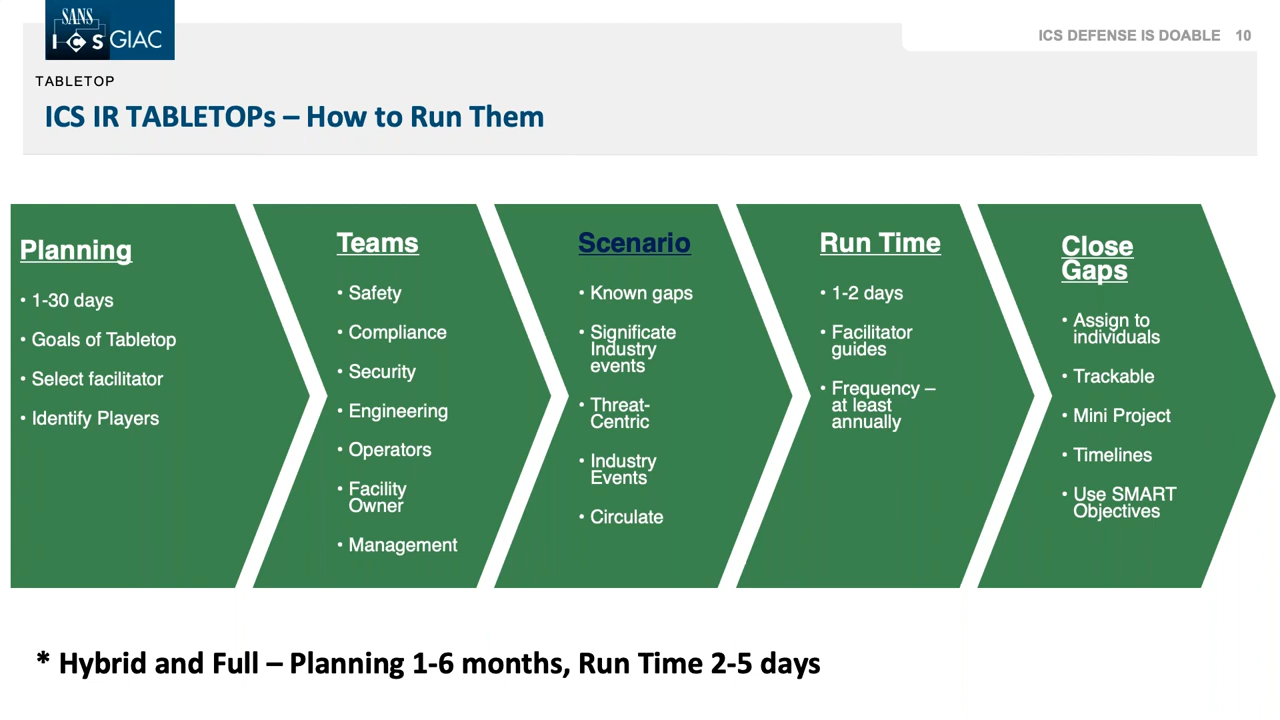 SANS
ICS GIAC
ICS DEFENSE IS DOABLE 10
TABLETOP
ICS IR TABLETOPs – How to Run Them
Planning
• 1-30 days
• Goals of Tabletop
• Select facilitator
• Identify Players
Teams
• Safety
• Compliance
• Security
• Engineering
• Operators
• Facility
Owner
• Management
Scenario
• Known gaps
• Significate
Industry
events
• Threat-
Centric
• Industry
Events
• Circulate
Run Time
• 1-2 days
• Facilitator
guides
• Frequency –
at least
annually
Close
Gaps
• Assign to
individuals
• Trackable
• Mini Project
• Timelines
• Use SMART
Objectives
* Hybrid and Full – Planning 1-6 months, Run Time 2-5 days